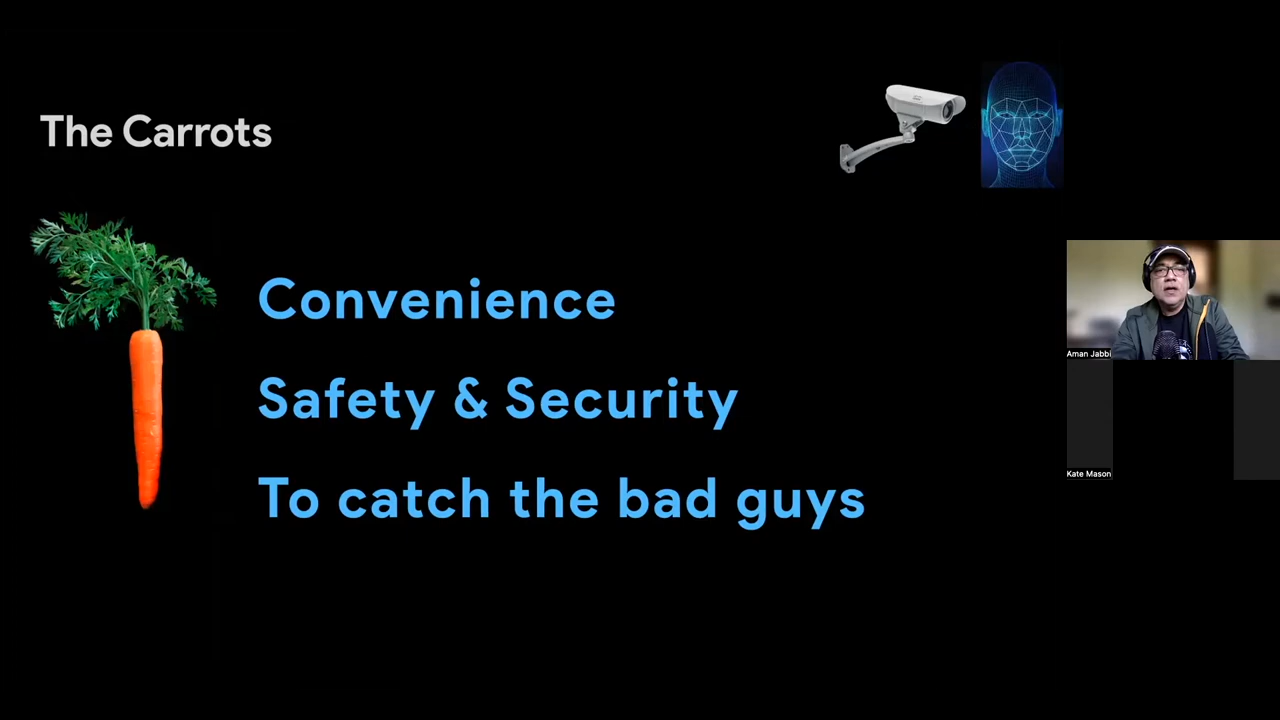 The Carrots
Convenience
Safety & Security
To catch the bad guys
Aman Jabbi
Kate Mason